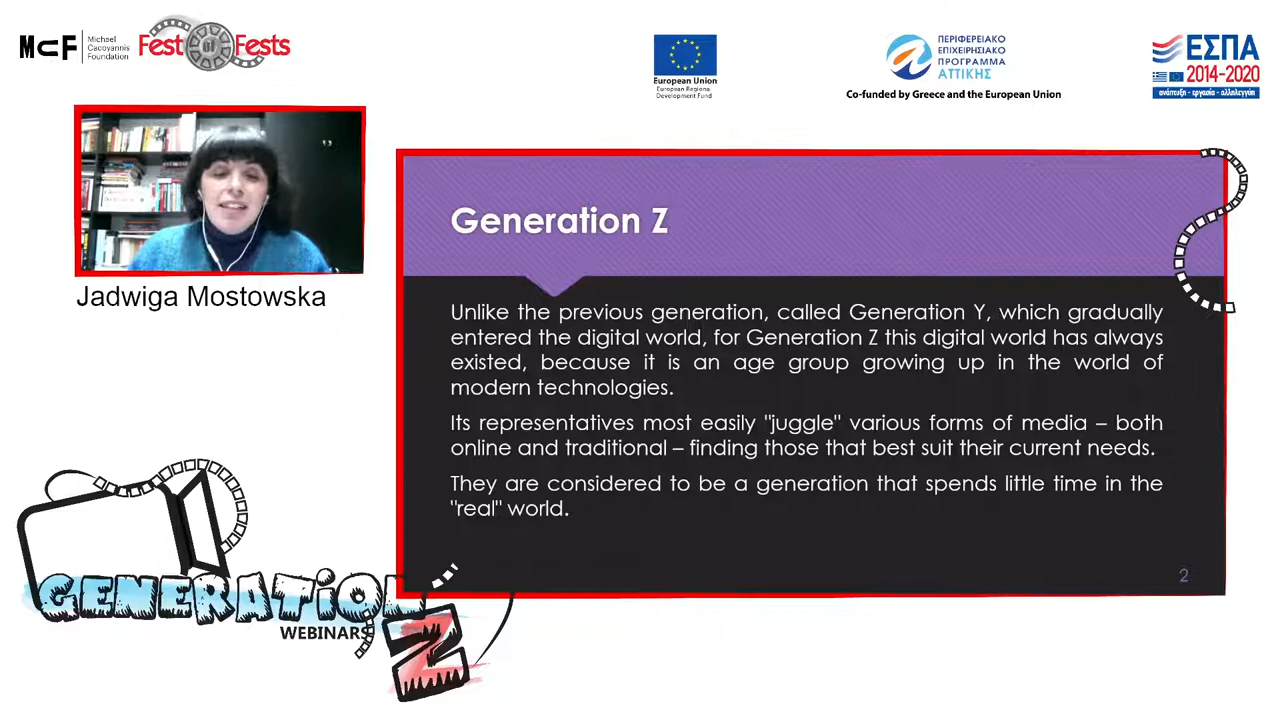 MCF
Michael
Cacoyannis
Foundation
Fest OF Fests
European Union
European Regional
Development Fund
ΠΕΡΙΦΕΡΕΙΑΚΟ
ΕΠΙΧΕΙΡΗΣΙΑΚΟ
ΠΡΟΓΡΑΜΜΑ
ΑΤΤΙΚΗΣ
Co-funded by Greece and the European Union
ΕΣΠΑ
2014-2020
ανάπτυξη - εργασία - αλληλεγγύη
Jadwiga Mostowska
Generation Z
Unlike the previous generation, called Generation Y, which gradually
entered the digital world, for Generation Z this digital world has always
existed, because it is an age group growing up in the world of
modern technologies.
Its representatives most easily "juggle" various forms of media – both
online and traditional – finding those that best suit their current needs.
They are considered to be a generation that spends little time in the
"real" world.
2
GENERATiON
WEBINARS
Z